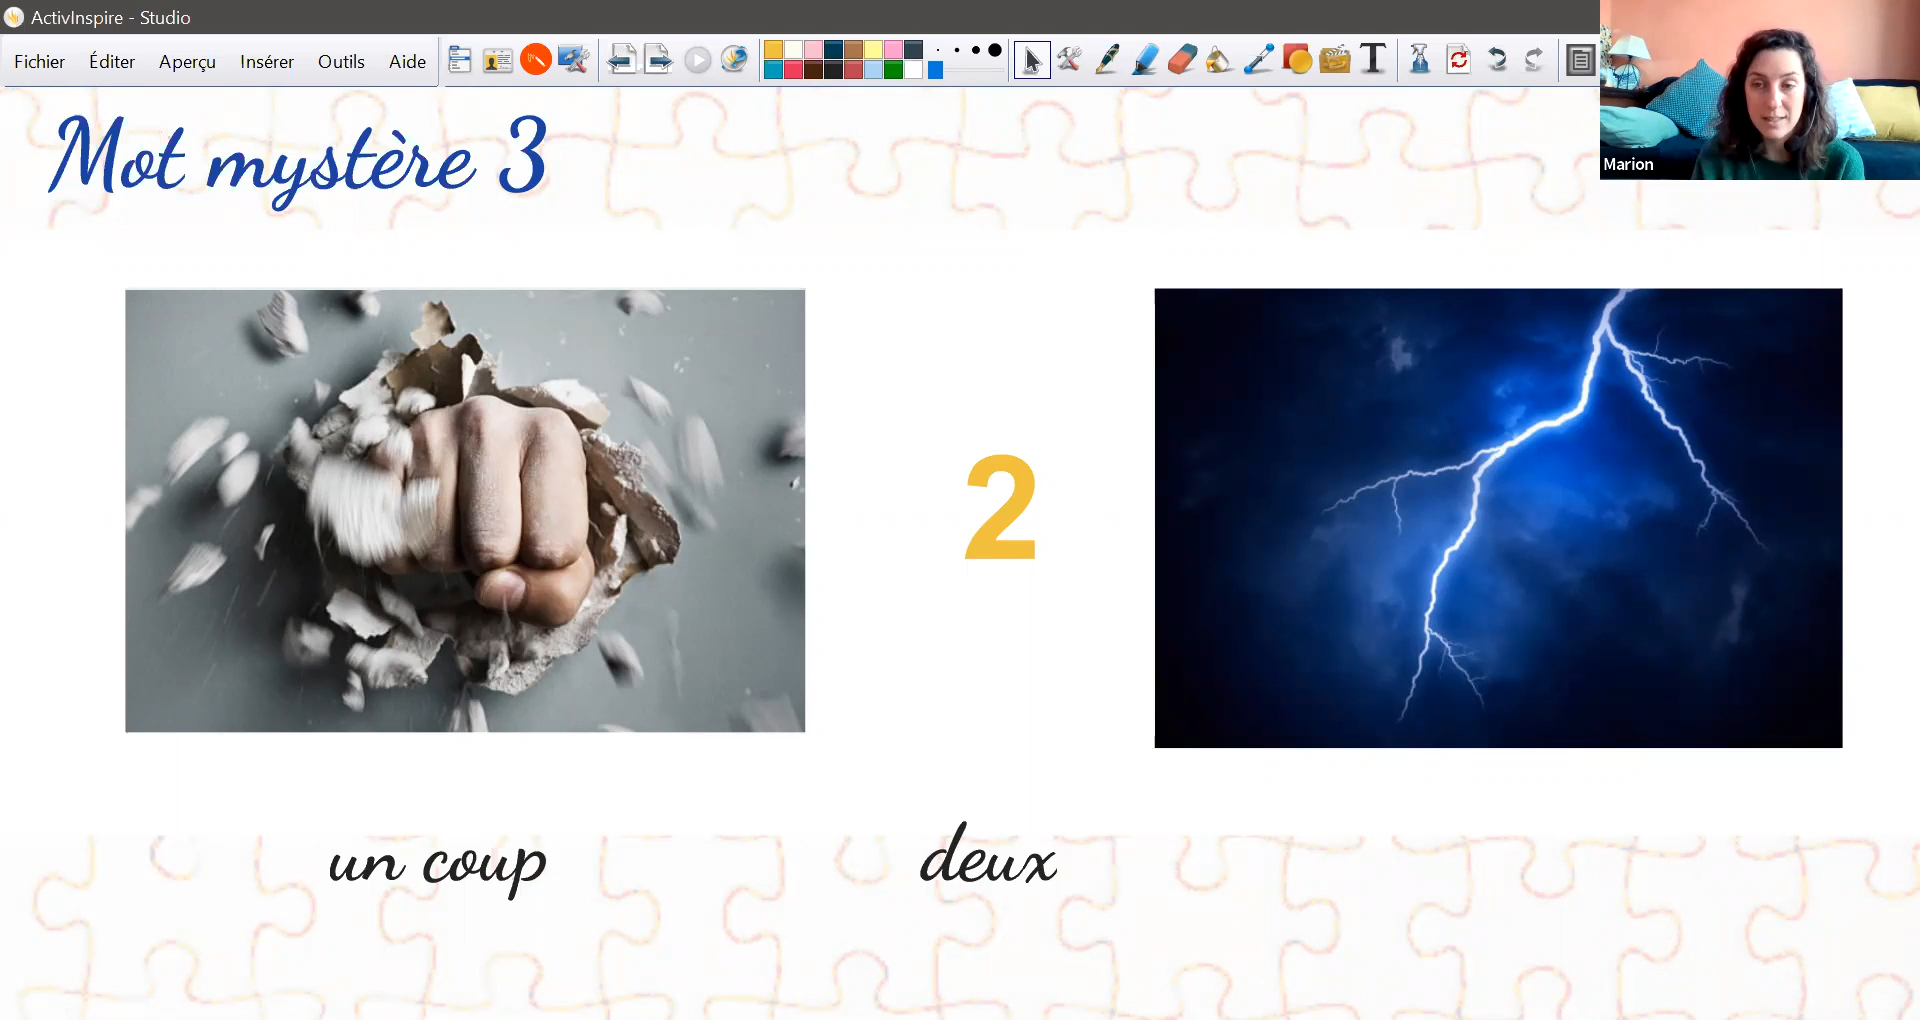 ActivInspire - Studio
Fichier Éditer Aperçu Insérer Outils Aide
Marion
Mot mystère 3
2
un coup
deux